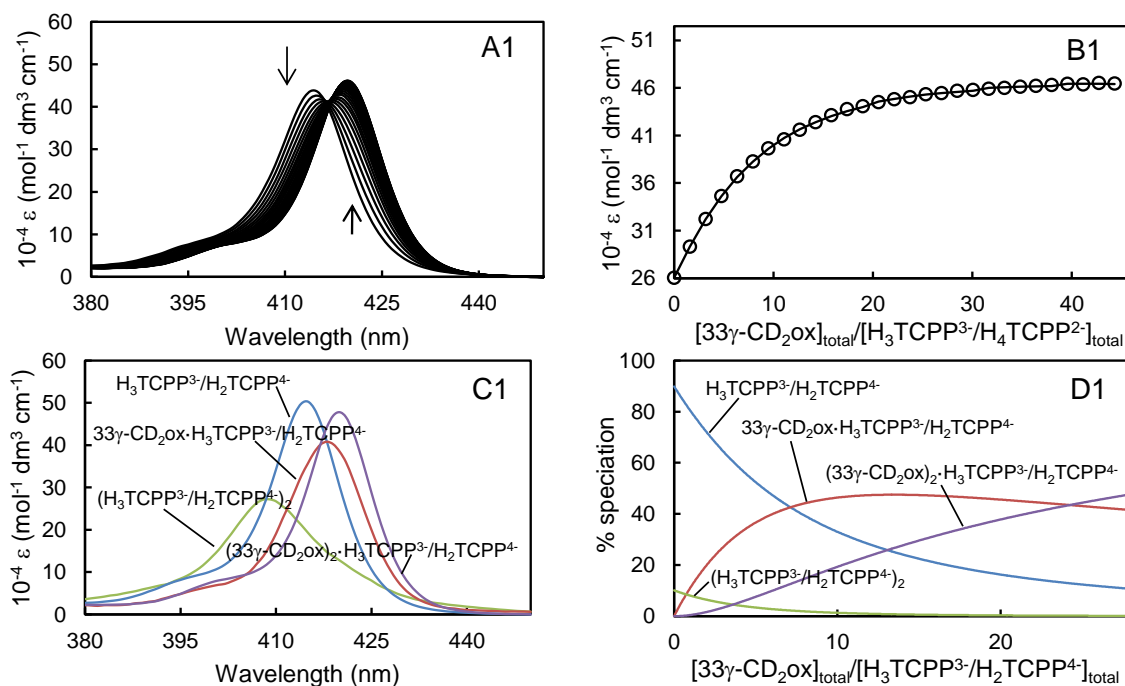 A1
60
50
40
30
20
10
0
10⁻⁴ ε (mol⁻¹ dm³ cm⁻¹)
380 395 410 425 440
Wavelength (nm)
B1
51
46
41
36
31
26
10⁻⁴ ε (mol⁻¹ dm³ cm⁻¹)
0 10 20 30 40
[33γ-CD₂ox]total/[H₃TCPP³⁻/H₄TCPP²⁻]total
C1
60
50
40
30
20
10
0
10⁻⁴ ε (mol⁻¹ dm³ cm⁻¹)
H₃TCPP³⁻/H₂TCPP⁴⁻
33γ-CD₂ox·H₃TCPP³⁻/H₂TCPP⁴⁻
(H₃TCPP³⁻/H₂TCPP⁴⁻)₂
(33γ-CD₂ox)₂·H₃TCPP³⁻/H₂TCPP⁴⁻
380 395 410 425 440
Wavelength (nm)
D1
100
80
60
40
20
0
% speciation
H₃TCPP³⁻/H₂TCPP⁴⁻
33γ-CD₂ox·H₃TCPP³⁻/H₂TCPP⁴⁻
(33γ-CD₂ox)₂·H₃TCPP³⁻/H₂TCPP⁴⁻
(H₃TCPP³⁻/H₂TCPP⁴⁻)₂
0 10 20
[33γ-CD₂ox]total/[H₃TCPP³⁻/H₂TCPP⁴⁻]total